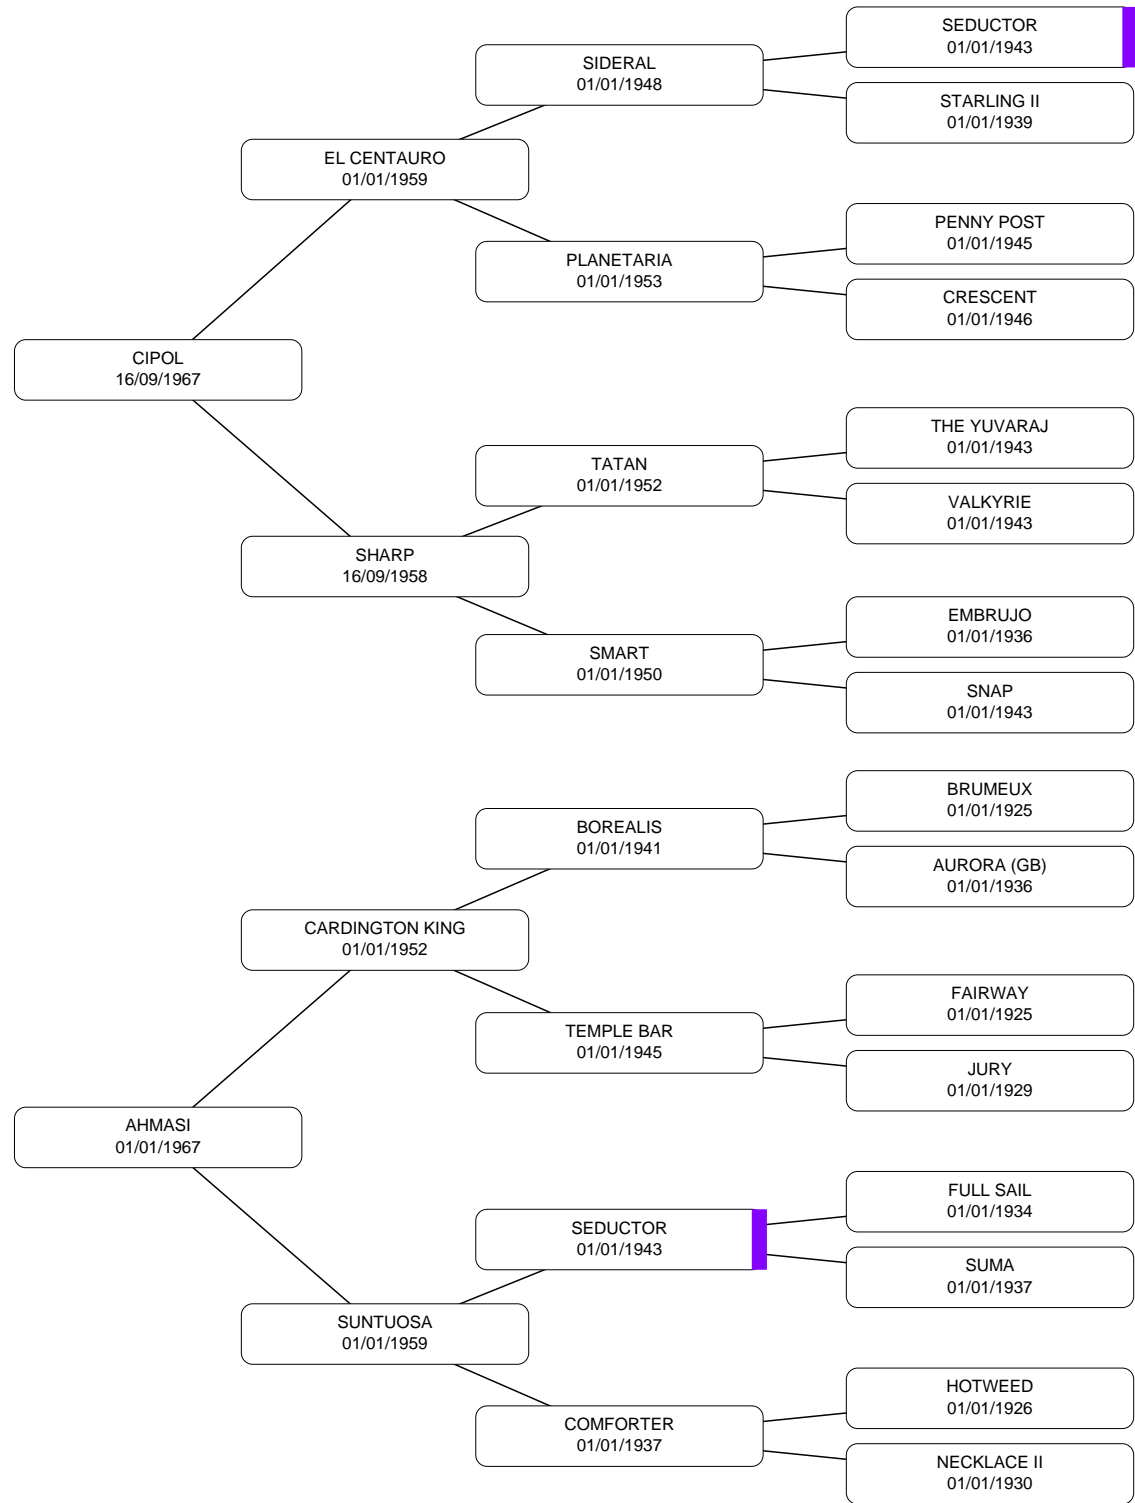 SEDUCTOR
01/01/1943
SIDERAL
01/01/1948
STARLING II
01/01/1939
EL CENTAURO
01/01/1959
PENNY POST
01/01/1945
PLANETARIA
01/01/1953
CRESCENT
01/01/1946
CIPOL
16/09/1967
THE YUVARAJ
01/01/1943
TATAN
01/01/1952
VALKYRIE
01/01/1943
SHARP
16/09/1958
EMBRUJO
01/01/1936
SMART
01/01/1950
SNAP
01/01/1943
BRUMEUX
01/01/1925
BOREALIS
01/01/1941
AURORA (GB)
01/01/1936
CARDINGTON KING
01/01/1952
FAIRWAY
01/01/1925
TEMPLE BAR
01/01/1945
JURY
01/01/1929
AHMASI
01/01/1967
FULL SAIL
01/01/1934
SEDUCTOR
01/01/1943
SUMA
01/01/1937
SUNTUOSA
01/01/1959
HOTWEED
01/01/1926
COMFORTER
01/01/1937
NECKLACE II
01/01/1930